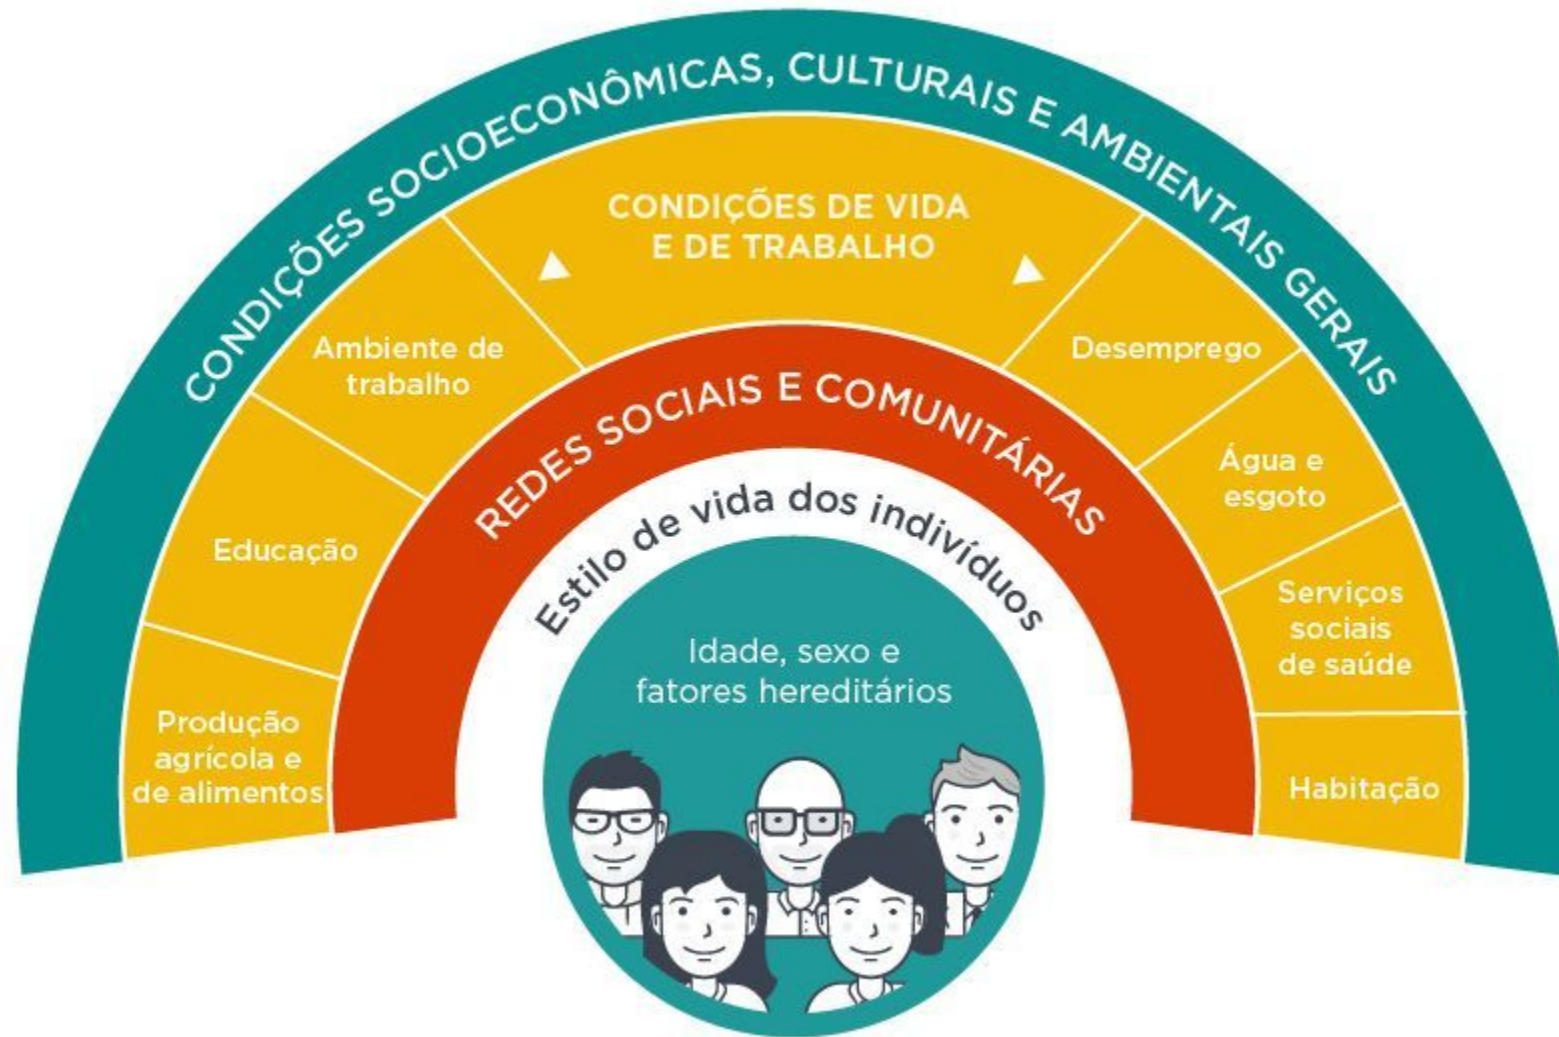 CONDIÇÕES SOCIOECONÔMICAS, CULTURAIS E AMBIENTAIS GERAIS
CONDIÇÕES DE VIDA
E DE TRABALHO
Ambiente de
trabalho
Desemprego
Educação
Água e
esgoto
Produção
agrícola e
de alimentos
Serviços
sociais
de saúde
Habitação
REDES SOCIAIS E COMUNITÁRIAS
Estilo de vida dos indivíduos
Idade, sexo e
fatores hereditários